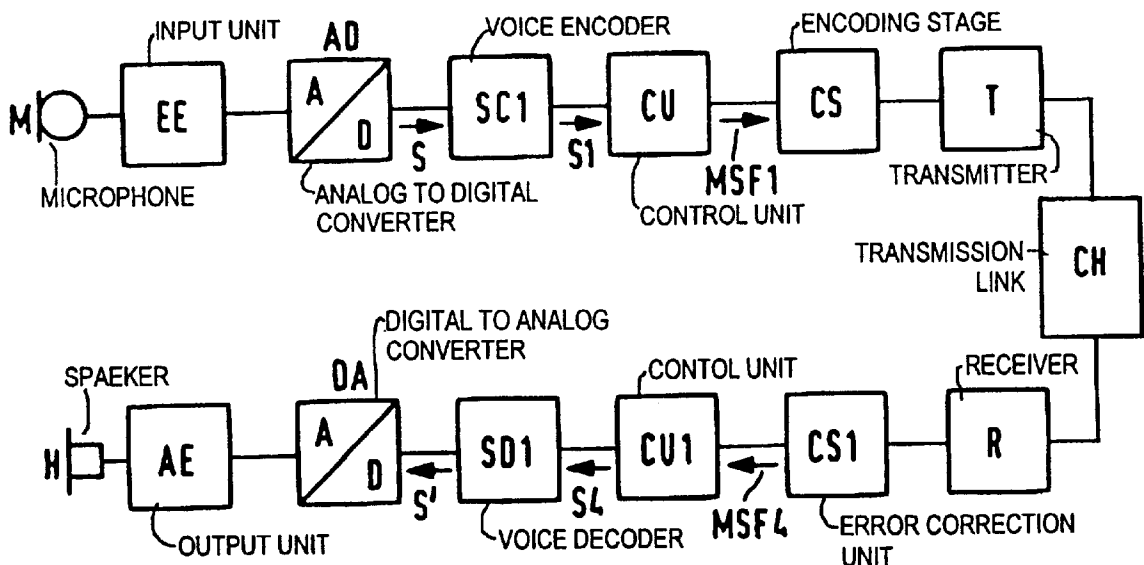 INPUT UNIT
AD
VOICE ENCODER
ENCODING STAGE
M
EE
A
D
SC1
CU
CS
T
S
S1
MSF1
MICROPHONE
ANALOG TO DIGITAL
CONVERTER
CONTROL UNIT
TRANSMITTER
TRANSMISSION
LINK
CH
DIGITAL TO ANALOG
CONVERTER
SPAEKER
DA
CONTOL UNIT
RECEIVER
H
AE
A
D
SD1
CU1
CS1
R
S'
S4
MSF4
OUTPUT UNIT
VOICE DECODER
ERROR CORRECTION
UNIT